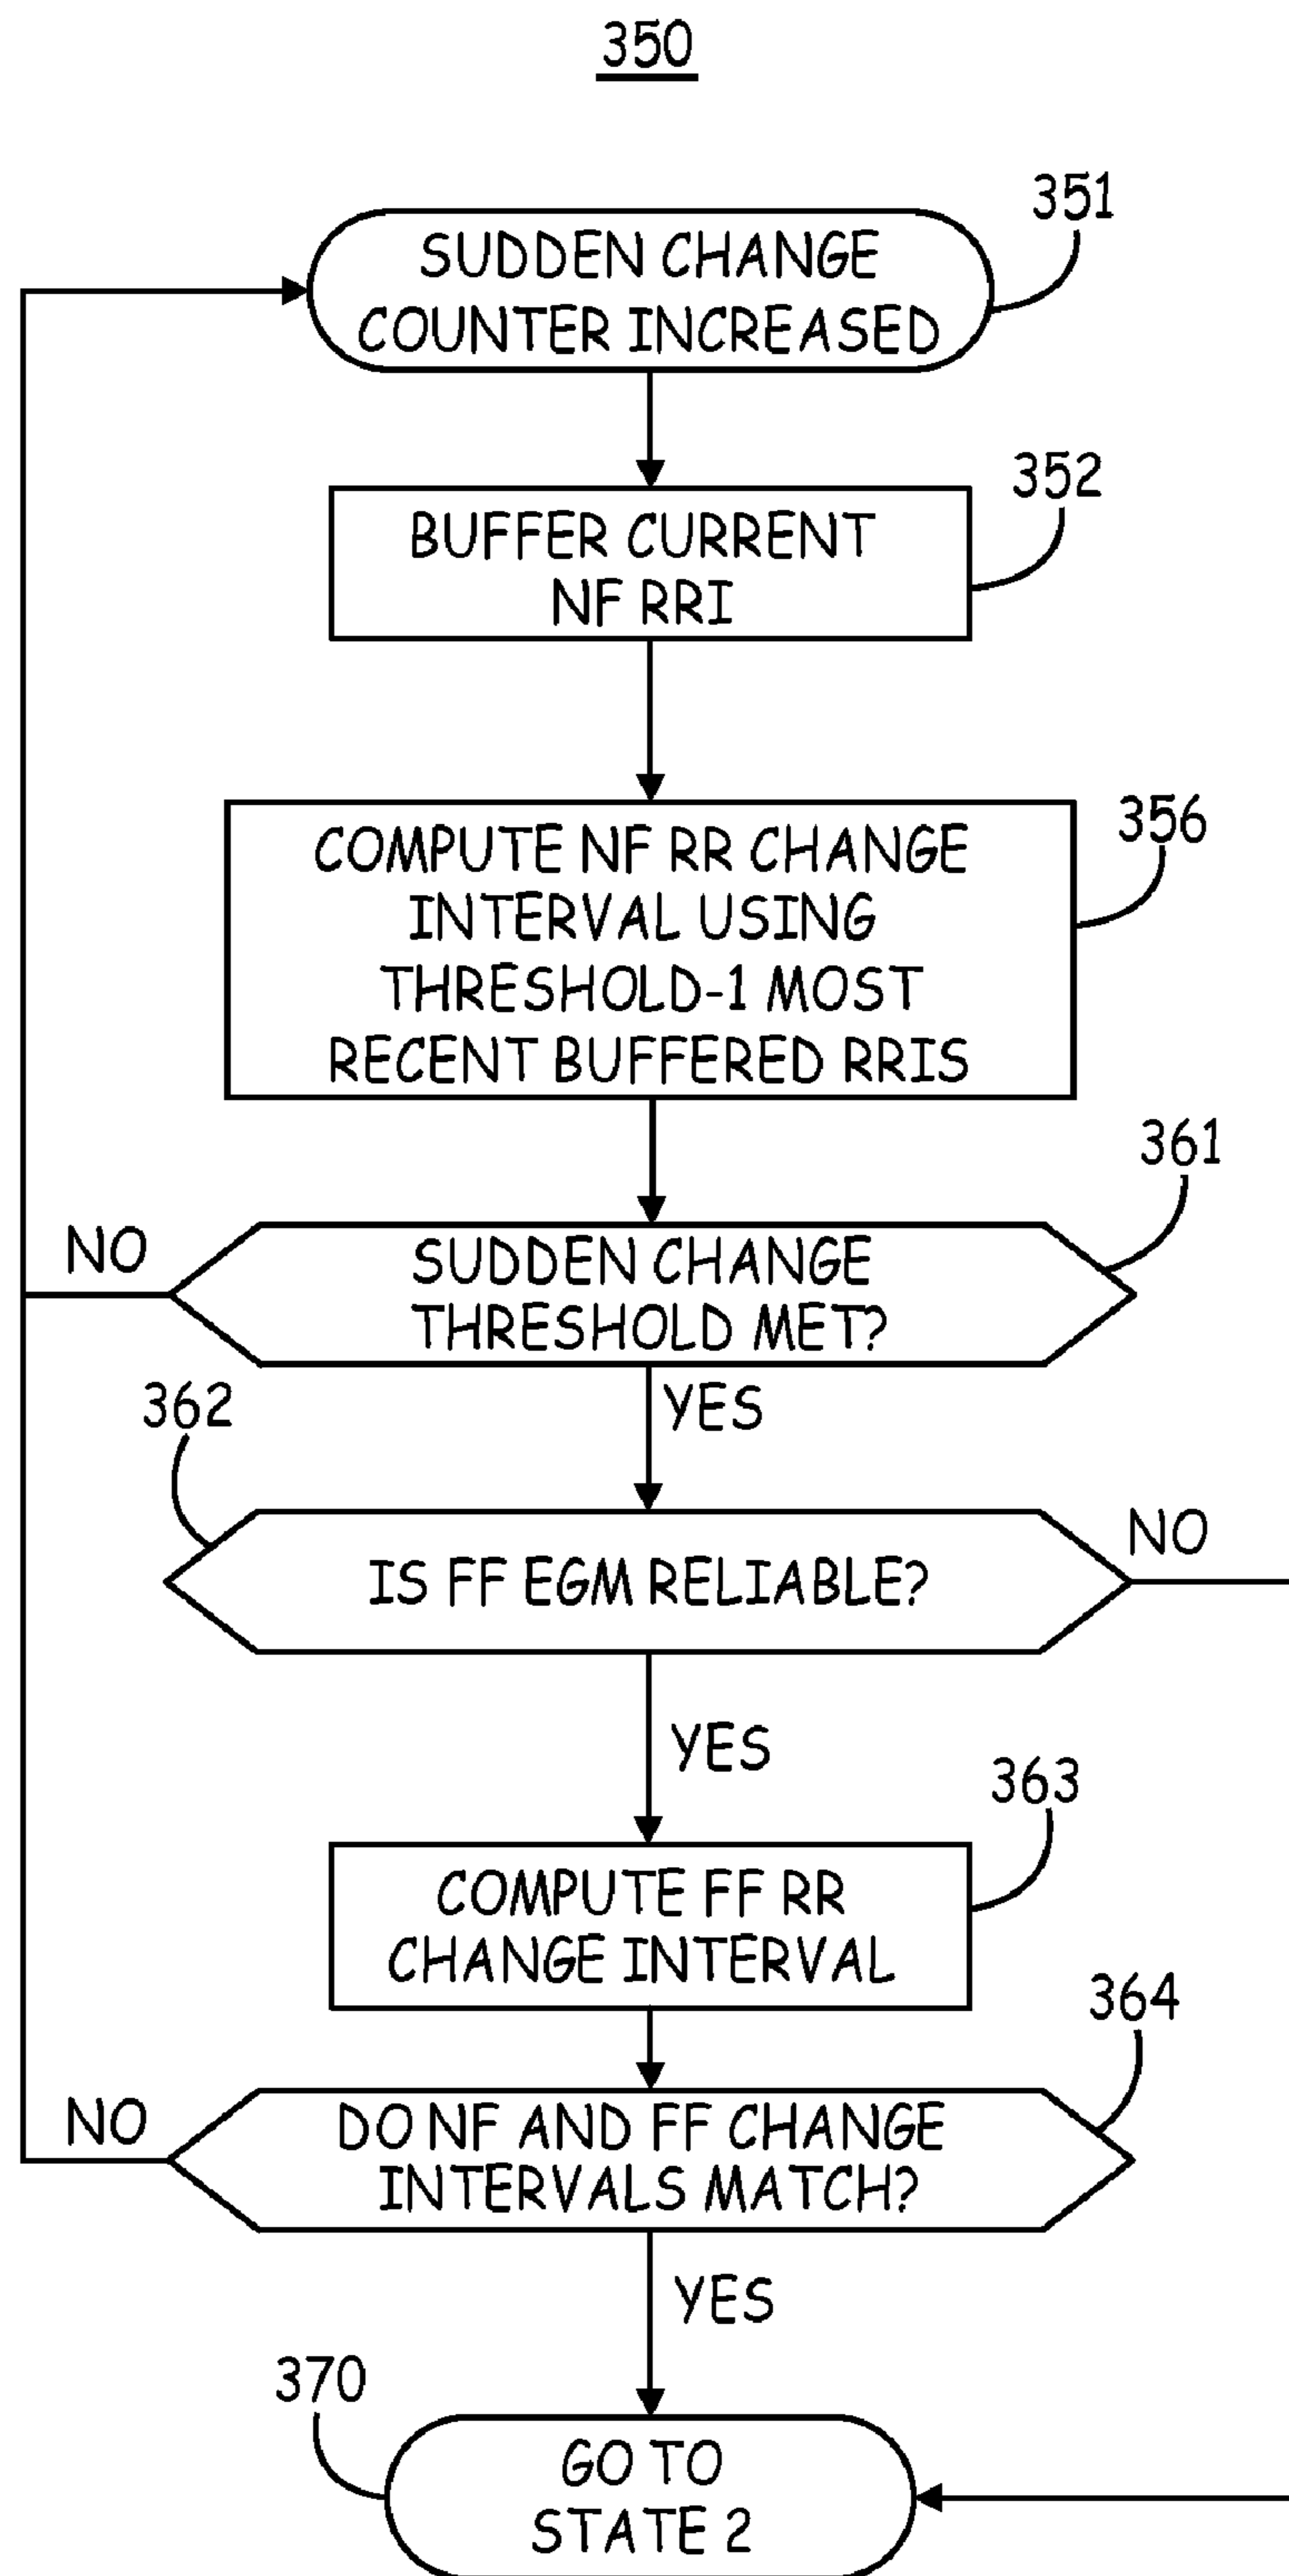 350
351
SUDDEN CHANGE
COUNTER INCREASED
352
BUFFER CURRENT
NF RRI
356
COMPUTE NF RR CHANGE
INTERVAL USING
THRESHOLD-1 MOST
RECENT BUFFERED RRIS
361
NO
SUDDEN CHANGE
THRESHOLD MET?
YES
362
NO
IS FF EGM RELIABLE?
YES
363
COMPUTE FF RR
CHANGE INTERVAL
364
NO
DO NF AND FF CHANGE
INTERVALS MATCH?
YES
370
GO TO
STATE 2